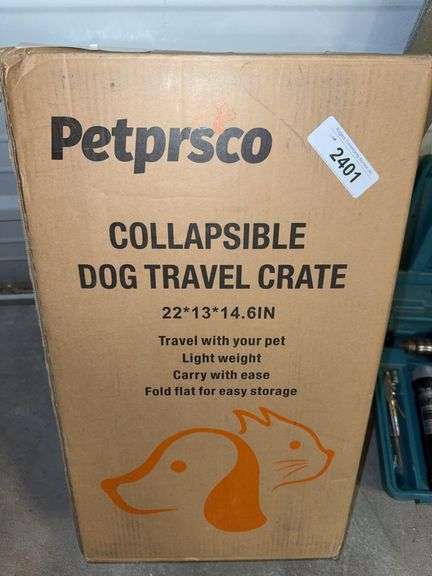 Petprsco
2401
COLLAPSIBLE
DOG TRAVEL CRATE
22*13*14.6IN
Travel with your pet
Light weight
Carry with ease
Fold flat for easy storage